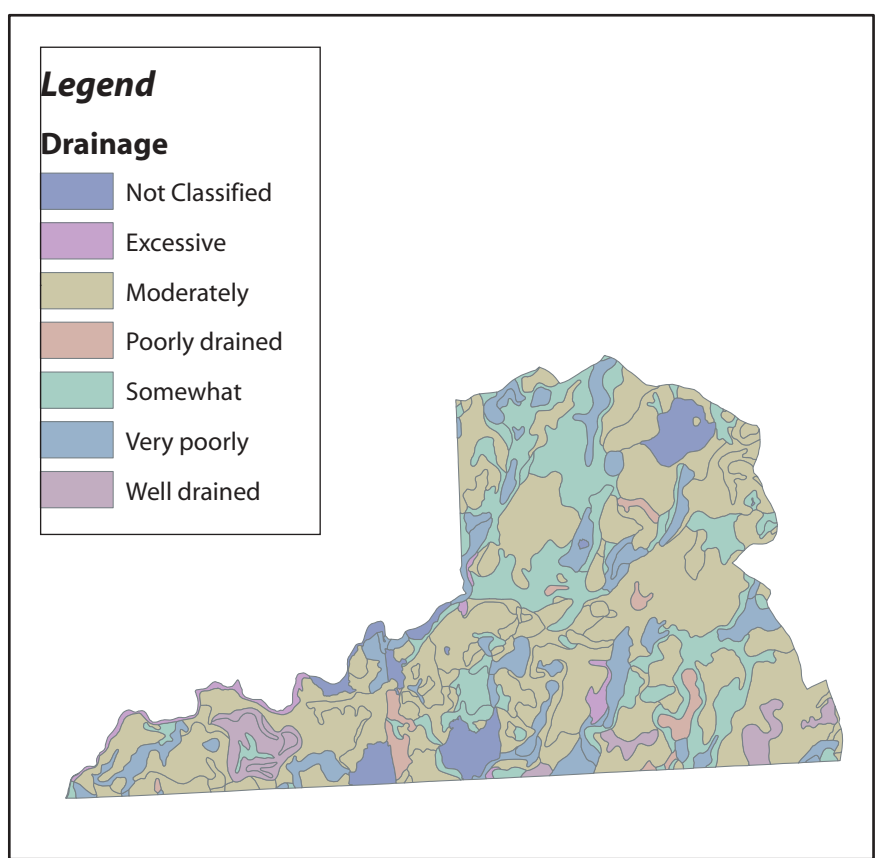 Legend
Drainage
Not Classified
Excessive
Moderately
Poorly drained
Somewhat
Very poorly
Well drained